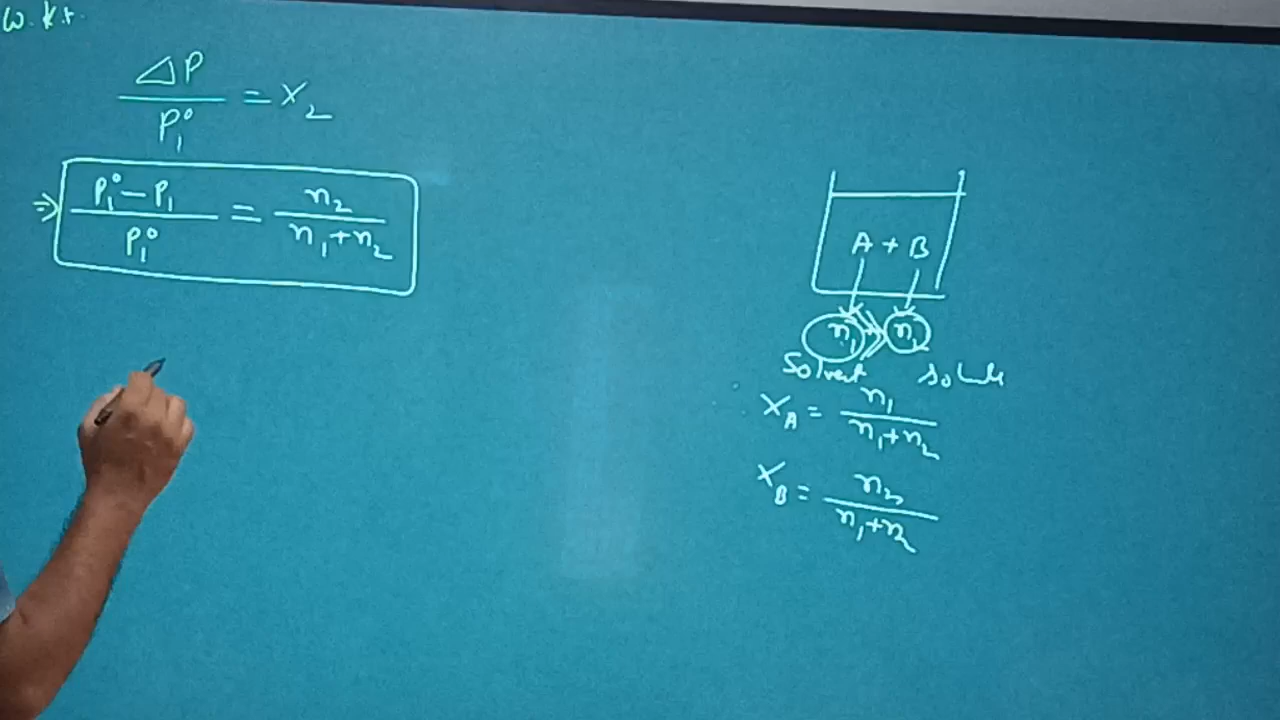 W.k.t.
ΔP/P₁° = X₂
⇒ (P₁° − P₁)/P₁° = n₂/(n₁+n₂)
A + B
n₁ >> n₂
Solvent Solute
X_A = n₁/(n₁+n₂)
X_B = n₂/(n₁+n₂)